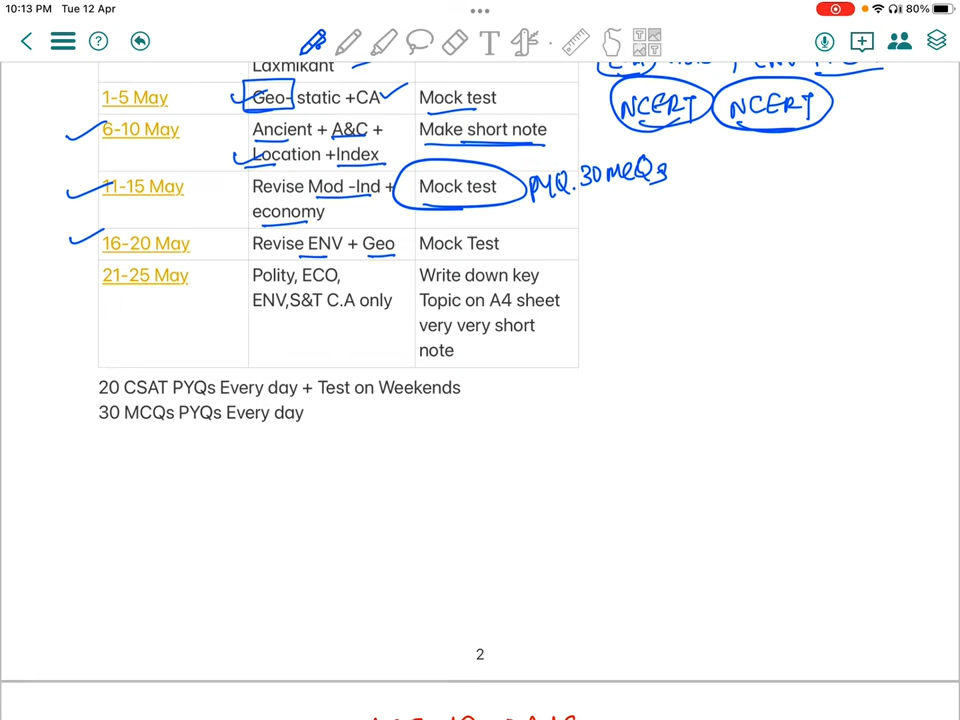 10:13 PM Tue 12 Apr
80%
T
Laxmikant
1-5 May
Geo- static +CA
Mock test
NCERT NCERT
6-10 May
Ancient + A&C +
Location +Index
Make short note
11-15 May
Revise Mod -Ind +
economy
Mock test
PYQ. 30 MCQs
16-20 May
Revise ENV + Geo
Mock Test
21-25 May
Polity, ECO,
ENV,S&T C.A only
Write down key
Topic on A4 sheet
very very short
note
20 CSAT PYQs Every day + Test on Weekends
30 MCQs PYQs Every day
2